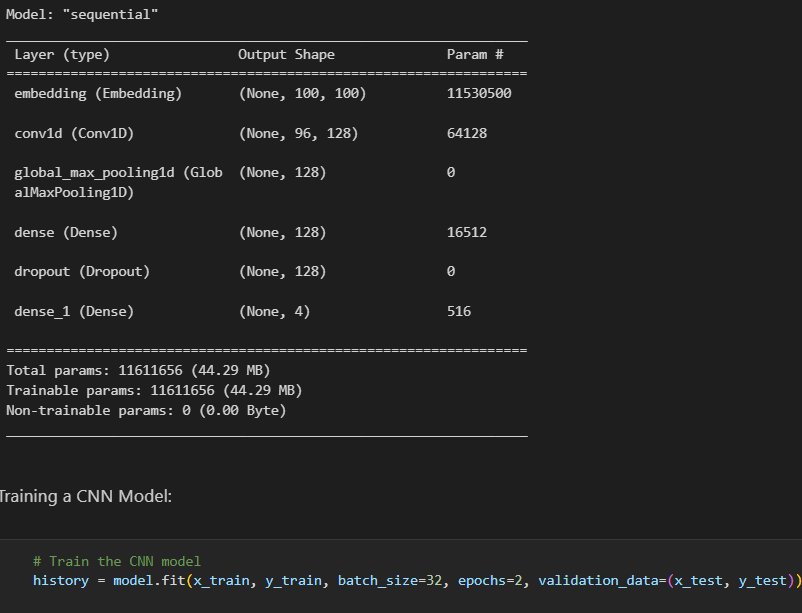 Model: "sequential"
_________________________________________________________________
Layer (type) Output Shape Param #
=================================================================
embedding (Embedding) (None, 100, 100) 11530500
conv1d (Conv1D) (None, 96, 128) 64128
global_max_pooling1d (Glob (None, 128) 0
alMaxPooling1D)
dense (Dense) (None, 128) 16512
dropout (Dropout) (None, 128) 0
dense_1 (Dense) (None, 4) 516
=================================================================
Total params: 11611656 (44.29 MB)
Trainable params: 11611656 (44.29 MB)
Non-trainable params: 0 (0.00 Byte)
_________________________________________________________________
Training a CNN Model:
# Train the CNN model
history = model.fit(x_train, y_train, batch_size=32, epochs=2, validation_data=(x_test, y_test))